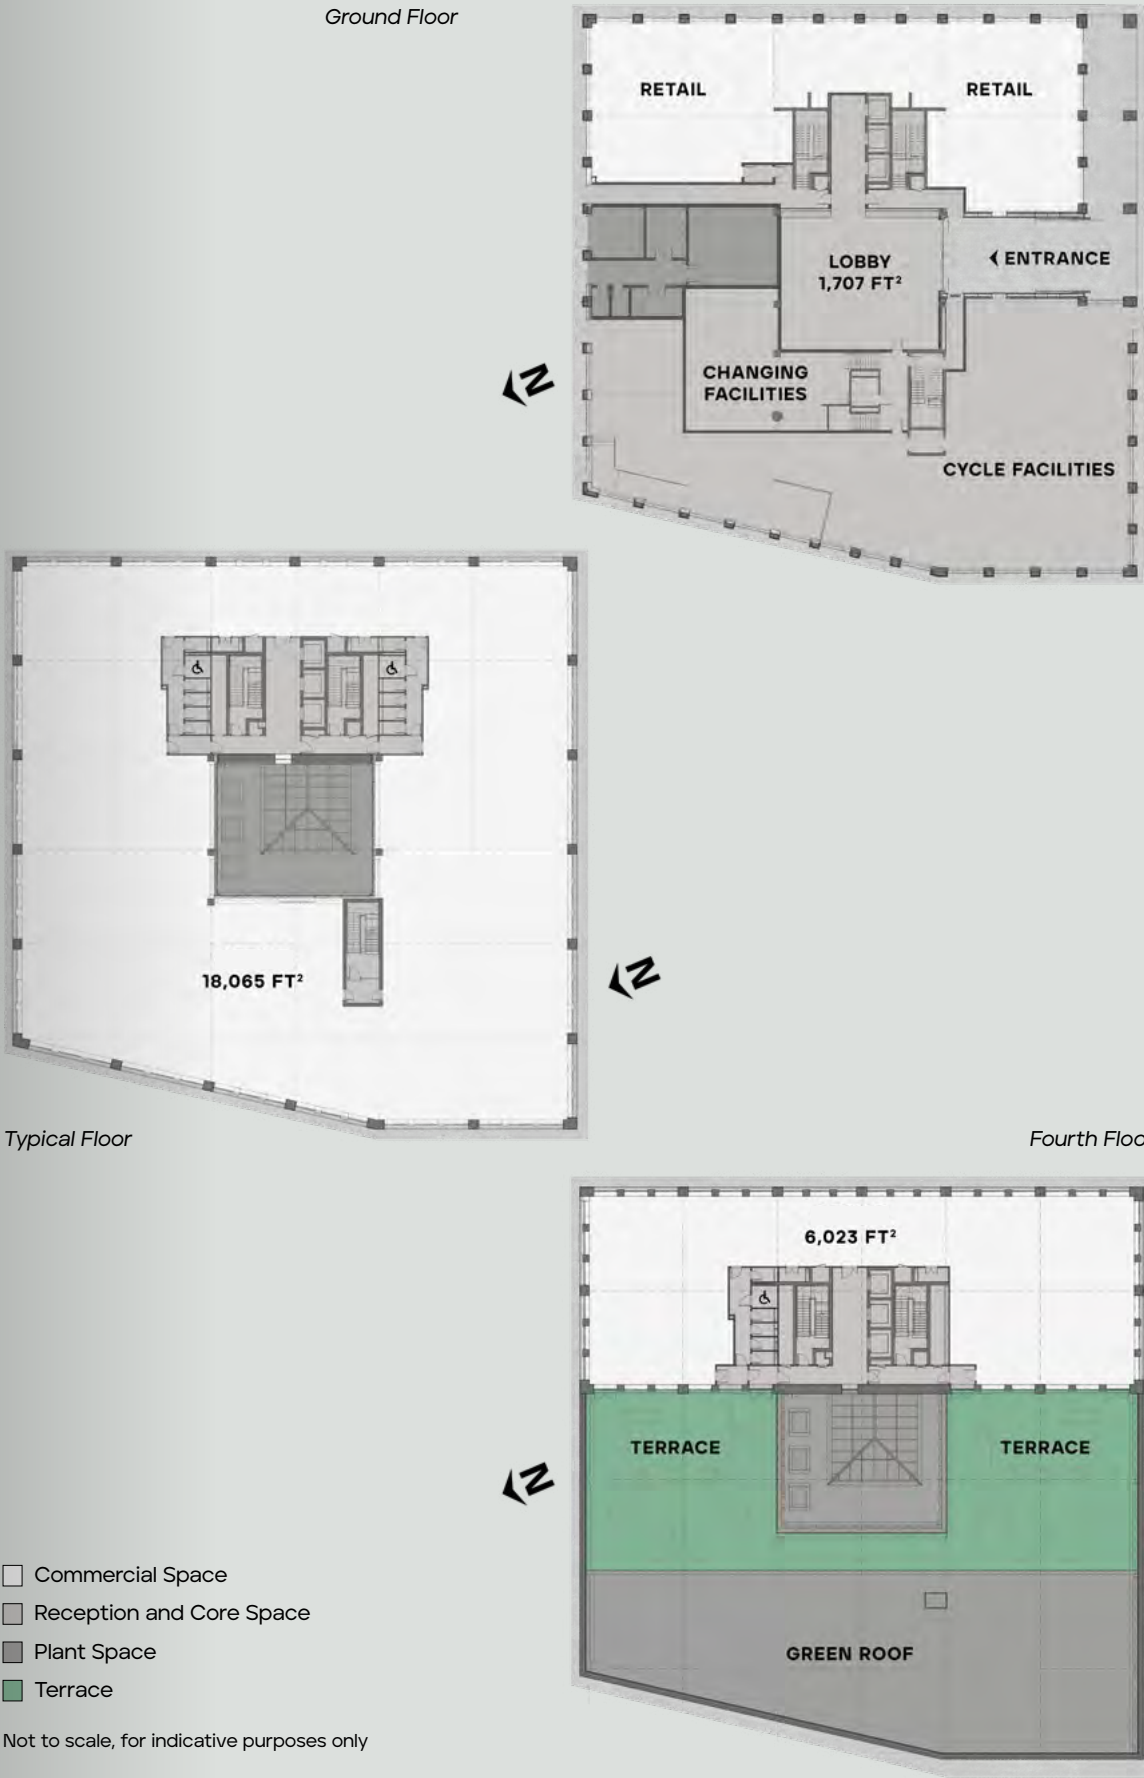 Ground Floor
RETAIL
RETAIL
LOBBY
1,707 FT²
ENTRANCE
CHANGING
FACILITIES
CYCLE FACILITIES
N
18,065 FT²
N
Typical Floor
Fourth Floo
6,023 FT²
TERRACE
TERRACE
N
GREEN ROOF
Commercial Space
Reception and Core Space
Plant Space
Terrace
Not to scale, for indicative purposes only